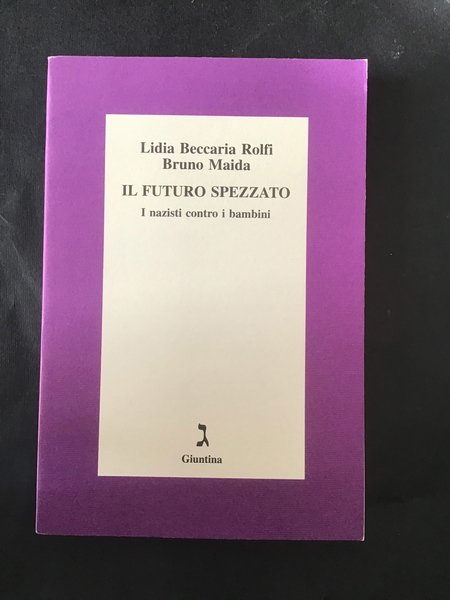 Lidia Beccaria Rolfi
Bruno Maida
IL FUTURO SPEZZATO
I nazisti contro i bambini
ג
Giuntina